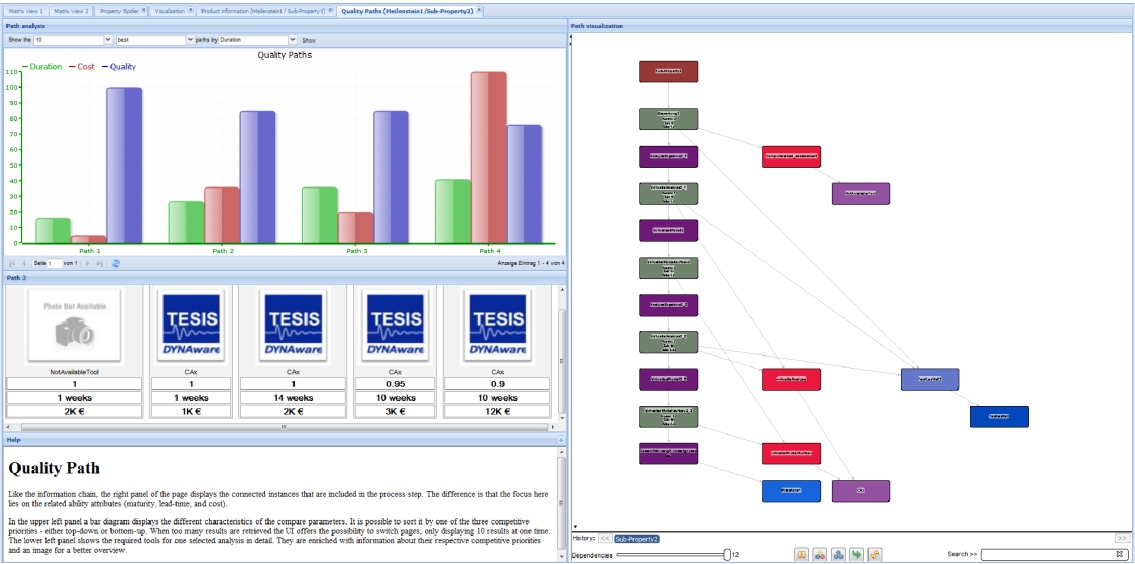 Matrix view 1 Matrix view 2 Property Spider Visualization Product information (Meilenstein1 / Sub-Property1) Quality Paths (Meilenstein1/Sub-Property2)
Path analysis
Show the 10 best paths by Duration Show
Quality Paths
Duration Cost Quality
110
100
90
80
70
60
50
40
30
20
10
0
Path 1 Path 2 Path 3 Path 4
Seite 1 von 1 Anzeige Eintrag 1 - 4 von 4
Path 3
Photo Not Available
TESIS TESIS TESIS TESIS
DYNAware DYNAware DYNAware DYNAware
NotAvailableTool CAx CAx CAx CAx
1 1 1 0.95 0.9
1 weeks 1 weeks 14 weeks 10 weeks 10 weeks
2K € 1K € 2K € 3K € 12K €
Help
Quality Path
Like the information chain, the right panel of the page displays the connected instances that are included in the process step. The difference is that the focus here
lies on the related ability attributes (maturity, lead-time, and cost).
In the upper left panel a bar diagram displays the different characteristics of the compare parameters. It is possible to sort it by one of the three competitive
priorities - either top-down or bottom-up. When too many results are retrieved the UI offers the possibility to switch pages, only displaying 10 results at one time.
The lower left panel shows the required tools for one selected analysis in detail. They are enriched with information about their respective competitive priorities
and an image for a better overview.
Path visualization
History: << Sub-Property2 >>
Dependencies 12 Search >>